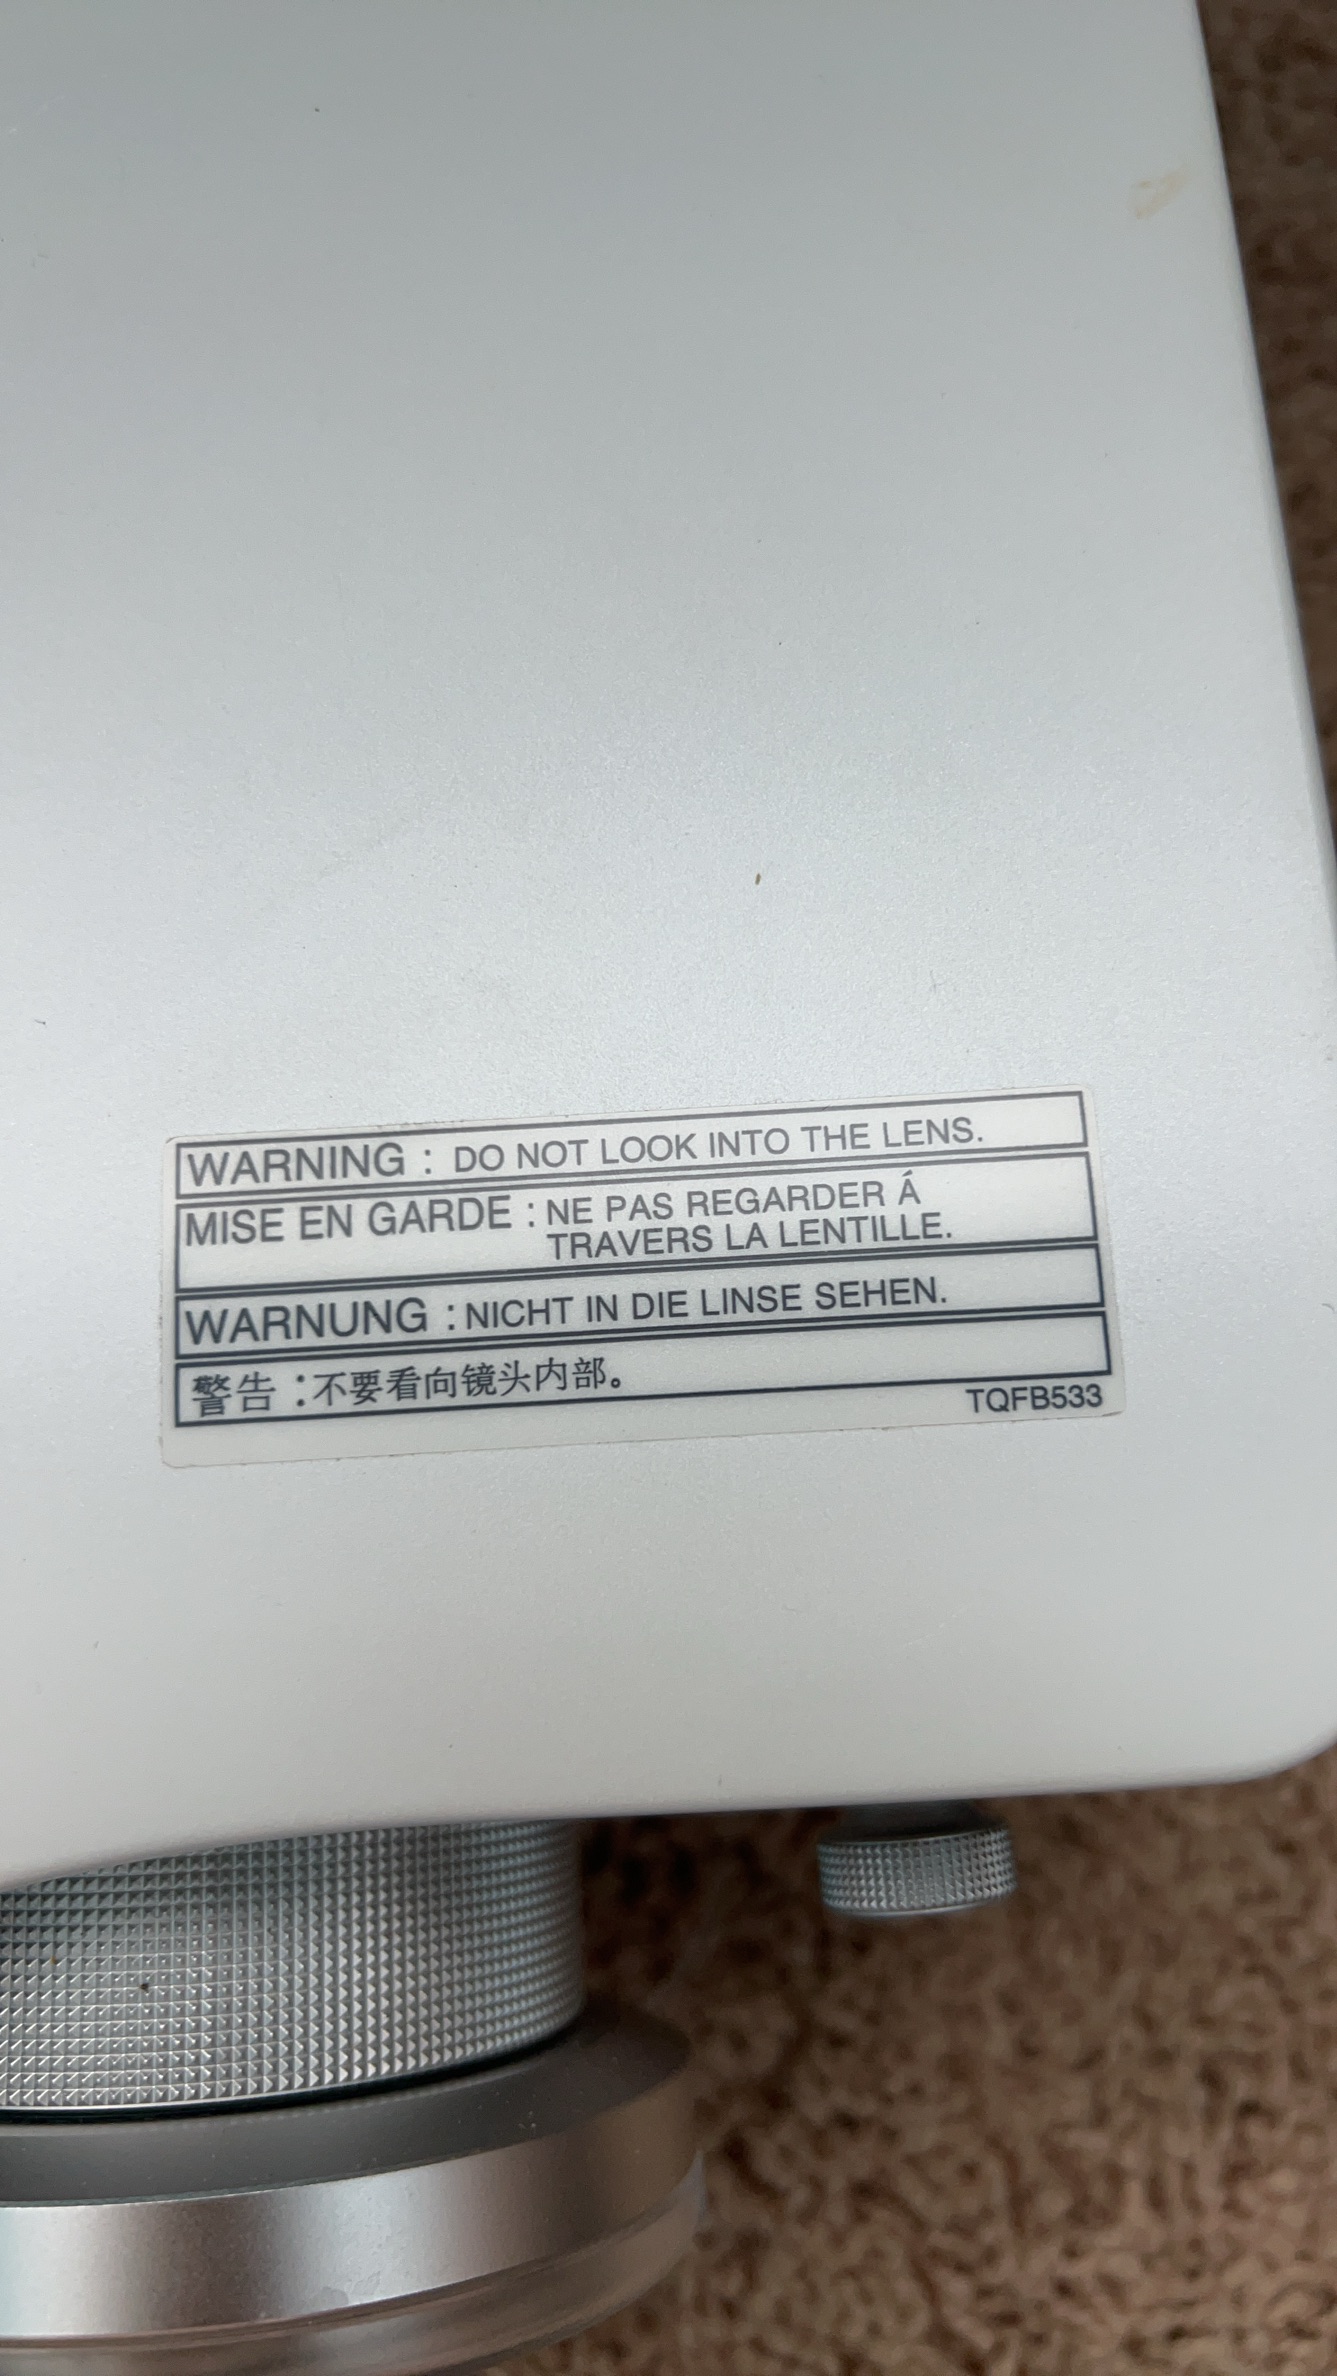 WARNING : DO NOT LOOK INTO THE LENS.
MISE EN GARDE : NE PAS REGARDER Á
TRAVERS LA LENTILLE.
WARNUNG : NICHT IN DIE LINSE SEHEN.
警告 : 不要看向镜头内部。
TQFB533